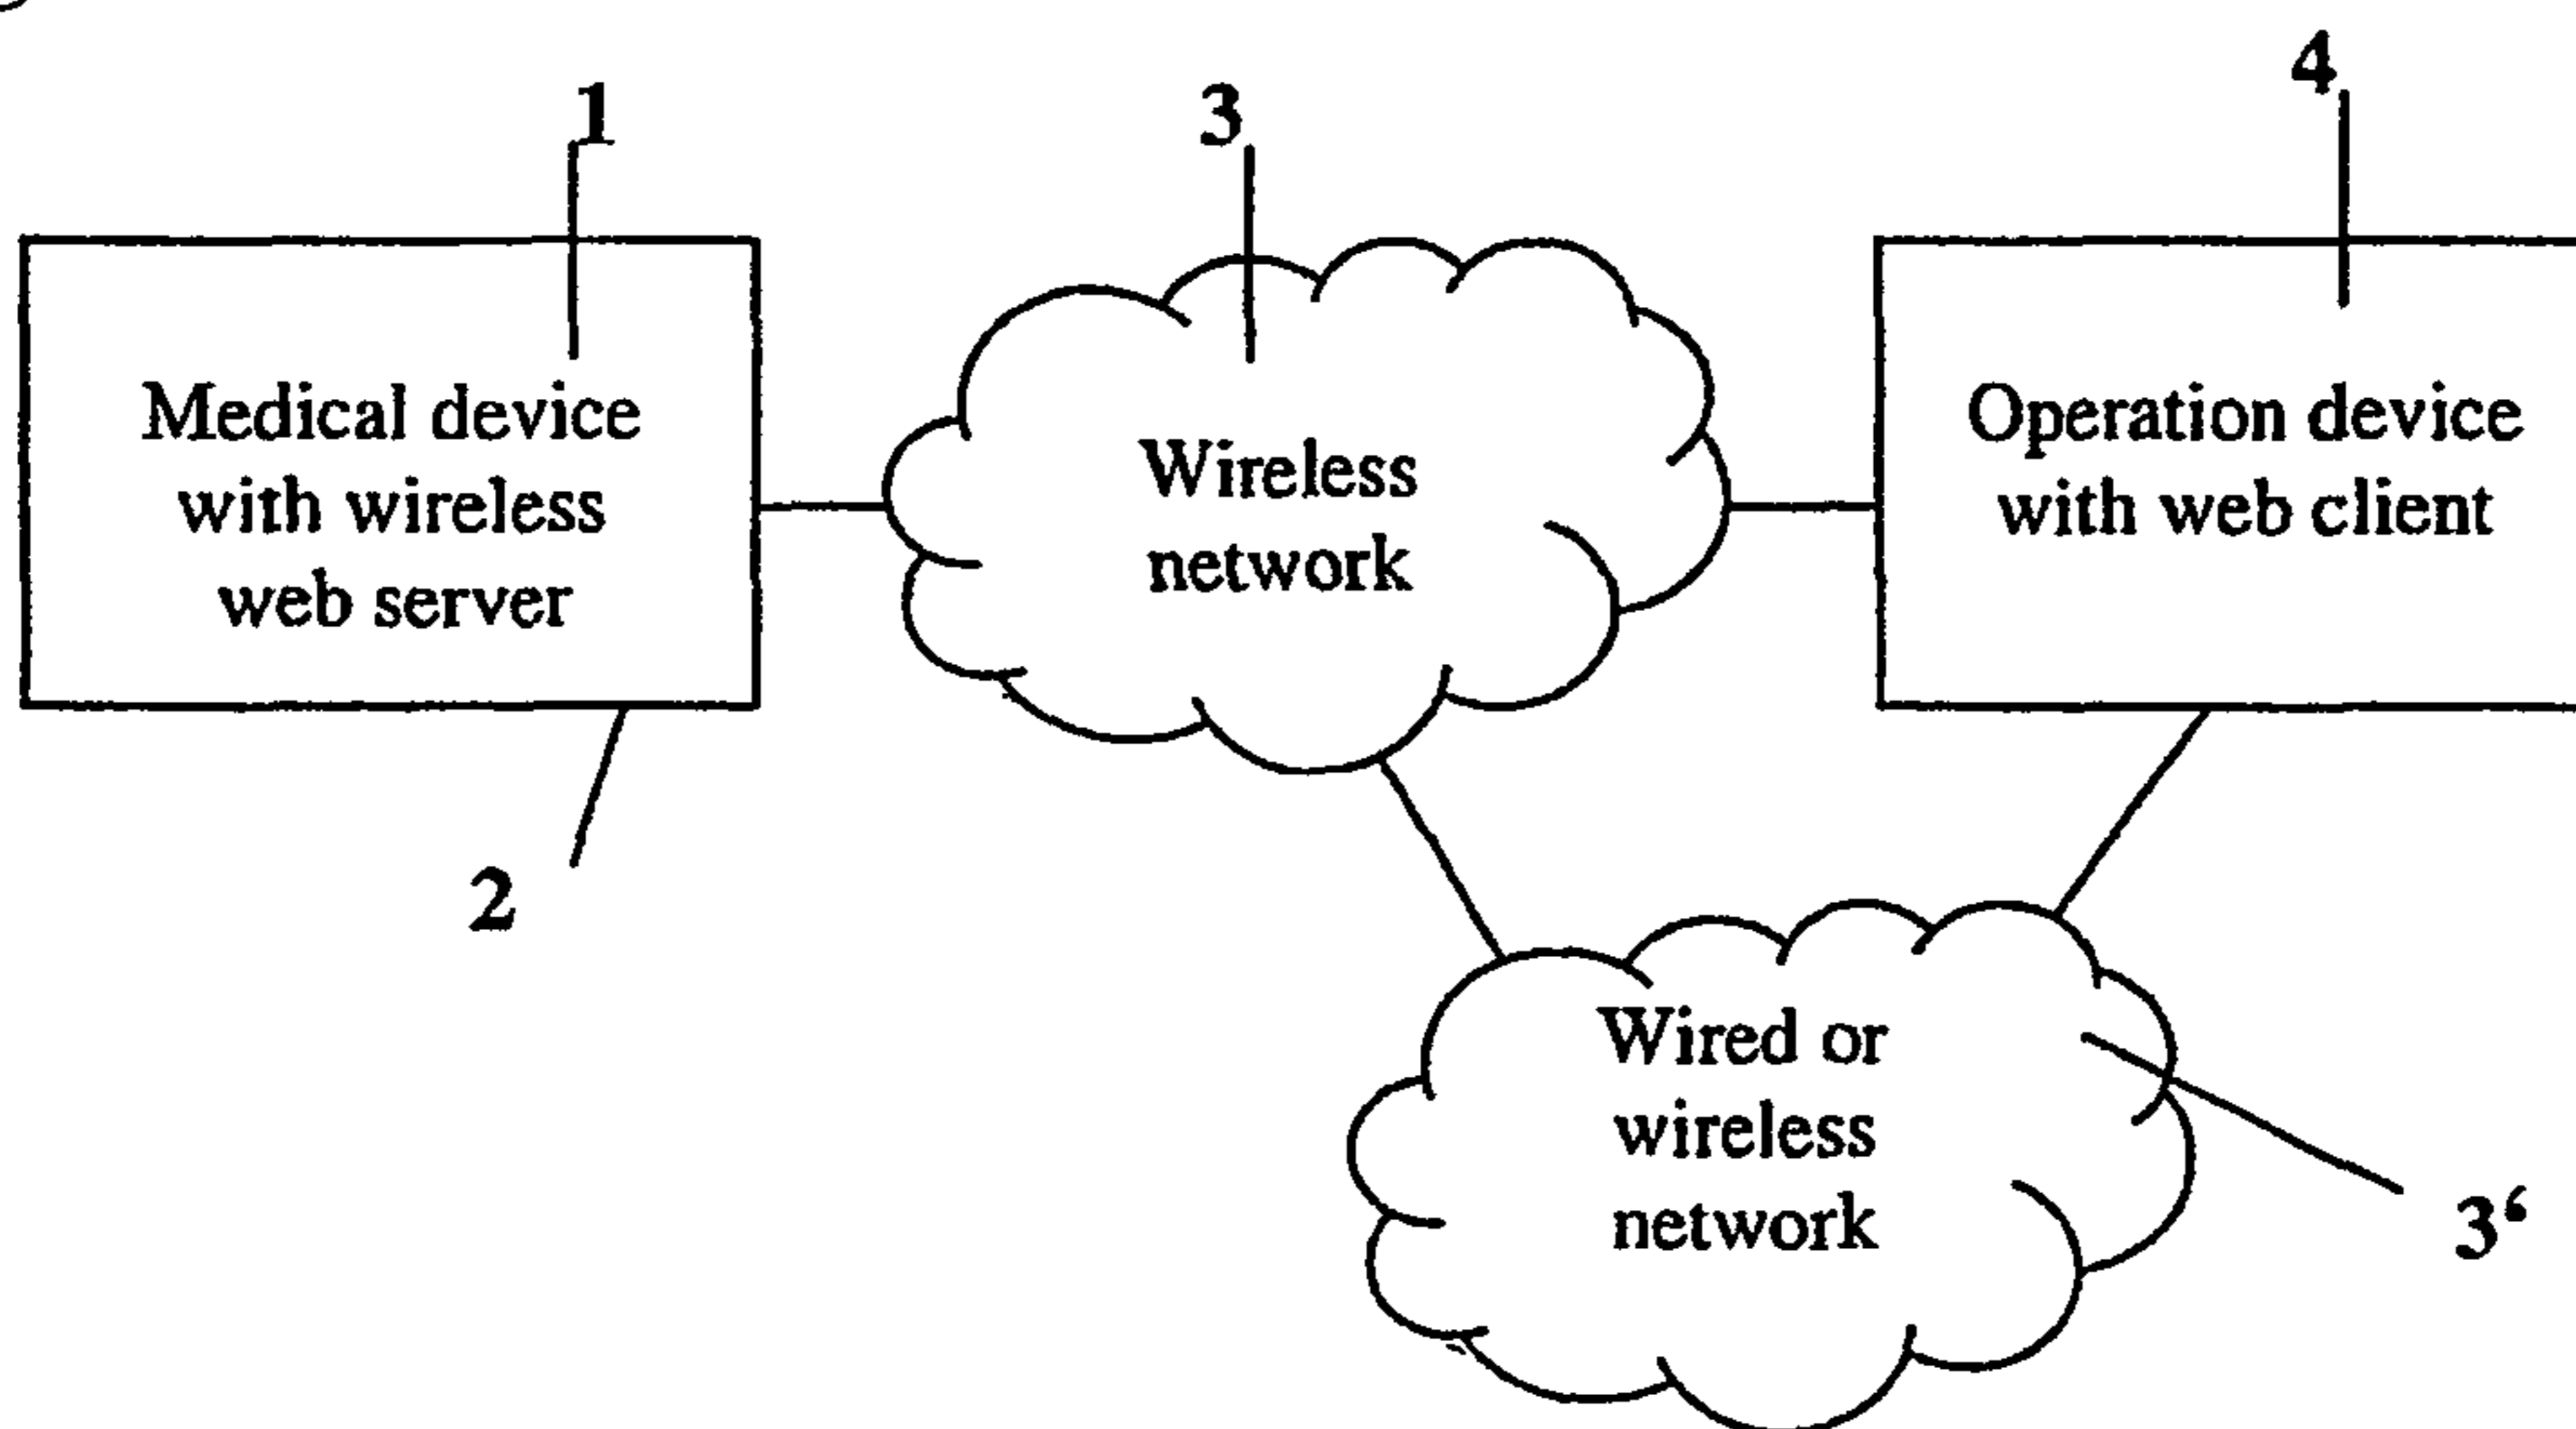 1
3
4
Medical device
with wireless
web server
Wireless
network
Operation device
with web client
2
Wired or
wireless
network
3‘